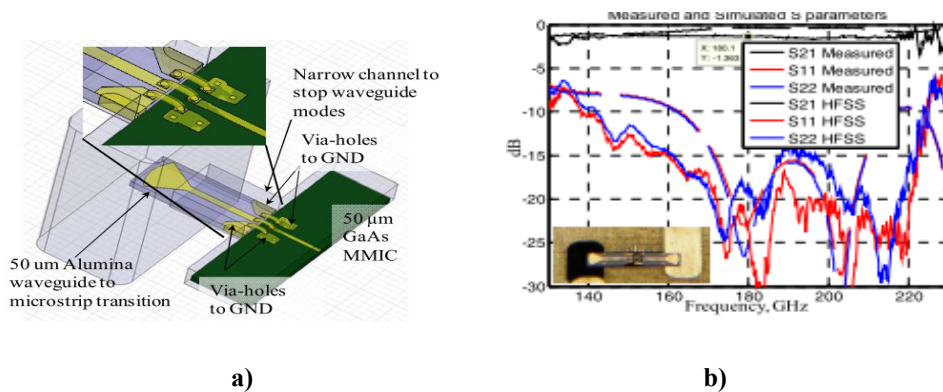 Narrow channel to
stop waveguide
modes
Via-holes
to GND
50 μm
GaAs
MMIC
50 um Alumina
waveguide to
microstrip transition
Via-holes
to GND
a)
Measured and Simulated S parameters
0
-5
-10
-15
-20
-25
-30
dB
X: 180.1
Y: -1.393
S21 Measured
S11 Measured
S22 Measured
S21 HFSS
S11 HFSS
S22 HFSS
140
160
180
200
220
Frequency, GHz
b)